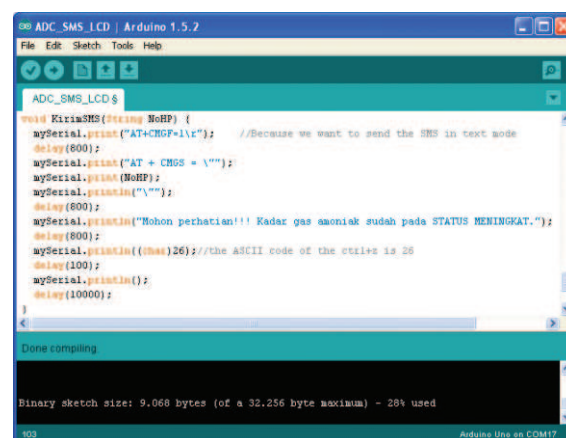 ADC_SMS_LCD | Arduino 1.5.2
File Edit Sketch Tools Help
ADC_SMS_LCD §
void KirimSMS(String NoHP) {
mySerial.print("AT+CMGF=1\r"); //Because we want to send the SMS in text mode
delay(800);
mySerial.print("AT + CMGS = \"");
mySerial.print(NoHP);
mySerial.println("\"");
delay(800);
mySerial.println("Mohon perhatian!!! Kadar gas amoniak sudah pada STATUS MENINGKAT.");
delay(800);
mySerial.println((char)26);//the ASCII code of the ctrl+z is 26
delay(100);
mySerial.println();
delay(10000);
}
Done compiling.
Binary sketch size: 9.068 bytes (of a 32.256 byte maximum) - 28% used
103 Arduino Uno on COM17